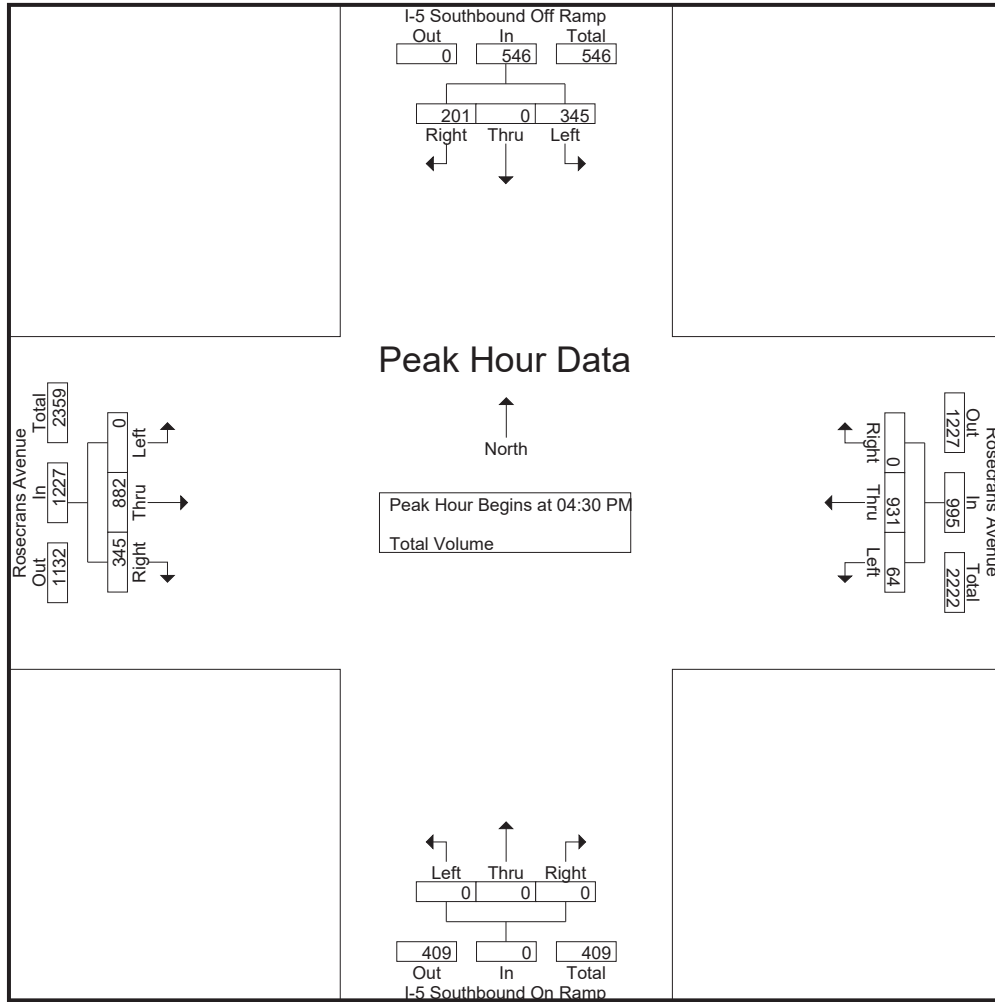 I-5 Southbound Off Ramp
Out In Total
0 546 546
201 0 345
Right Thru Left
Peak Hour Data
North
Peak Hour Begins at 04:30 PM
Total Volume
Rosecrans Avenue
Out In Total
1132 1227 2359
0 882 345
Left Thru Right
Rosecrans Avenue
Out In Total
1227 995 2222
0 931 64
Right Thru Left
Left Thru Right
0 0 0
409 0 409
Out In Total
I-5 Southbound On Ramp